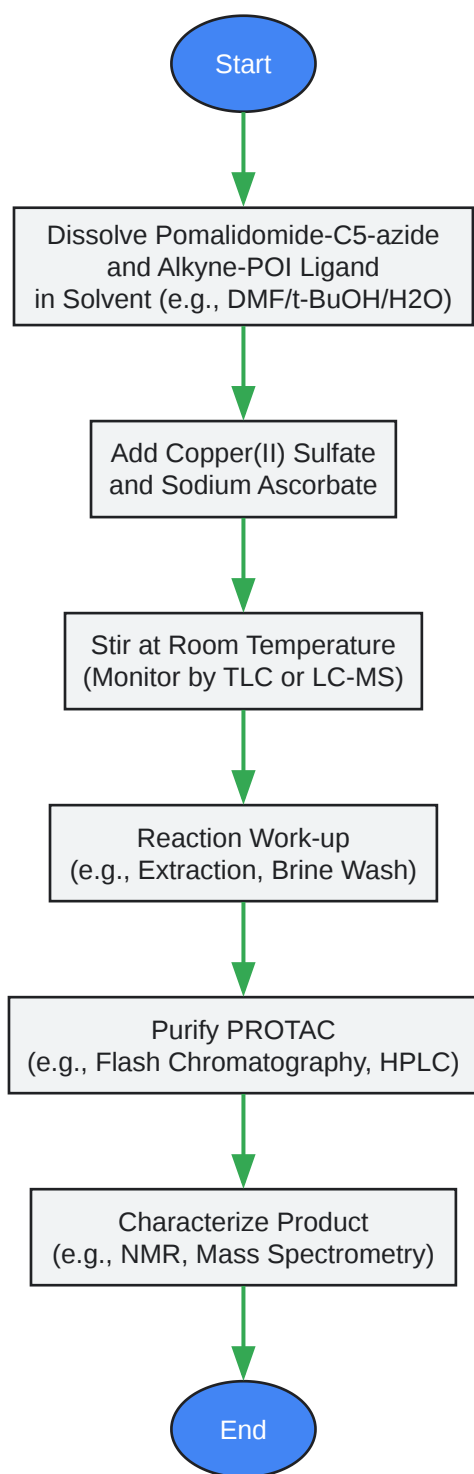 Start
Dissolve Pomalidomide-C5-azide
and Alkyne-POI Ligand
in Solvent (e.g., DMF/t-BuOH/H2O)
Add Copper(II) Sulfate
and Sodium Ascorbate
Stir at Room Temperature
(Monitor by TLC or LC-MS)
Reaction Work-up
(e.g., Extraction, Brine Wash)
Purify PROTAC
(e.g., Flash Chromatography, HPLC)
Characterize Product
(e.g., NMR, Mass Spectrometry)
End